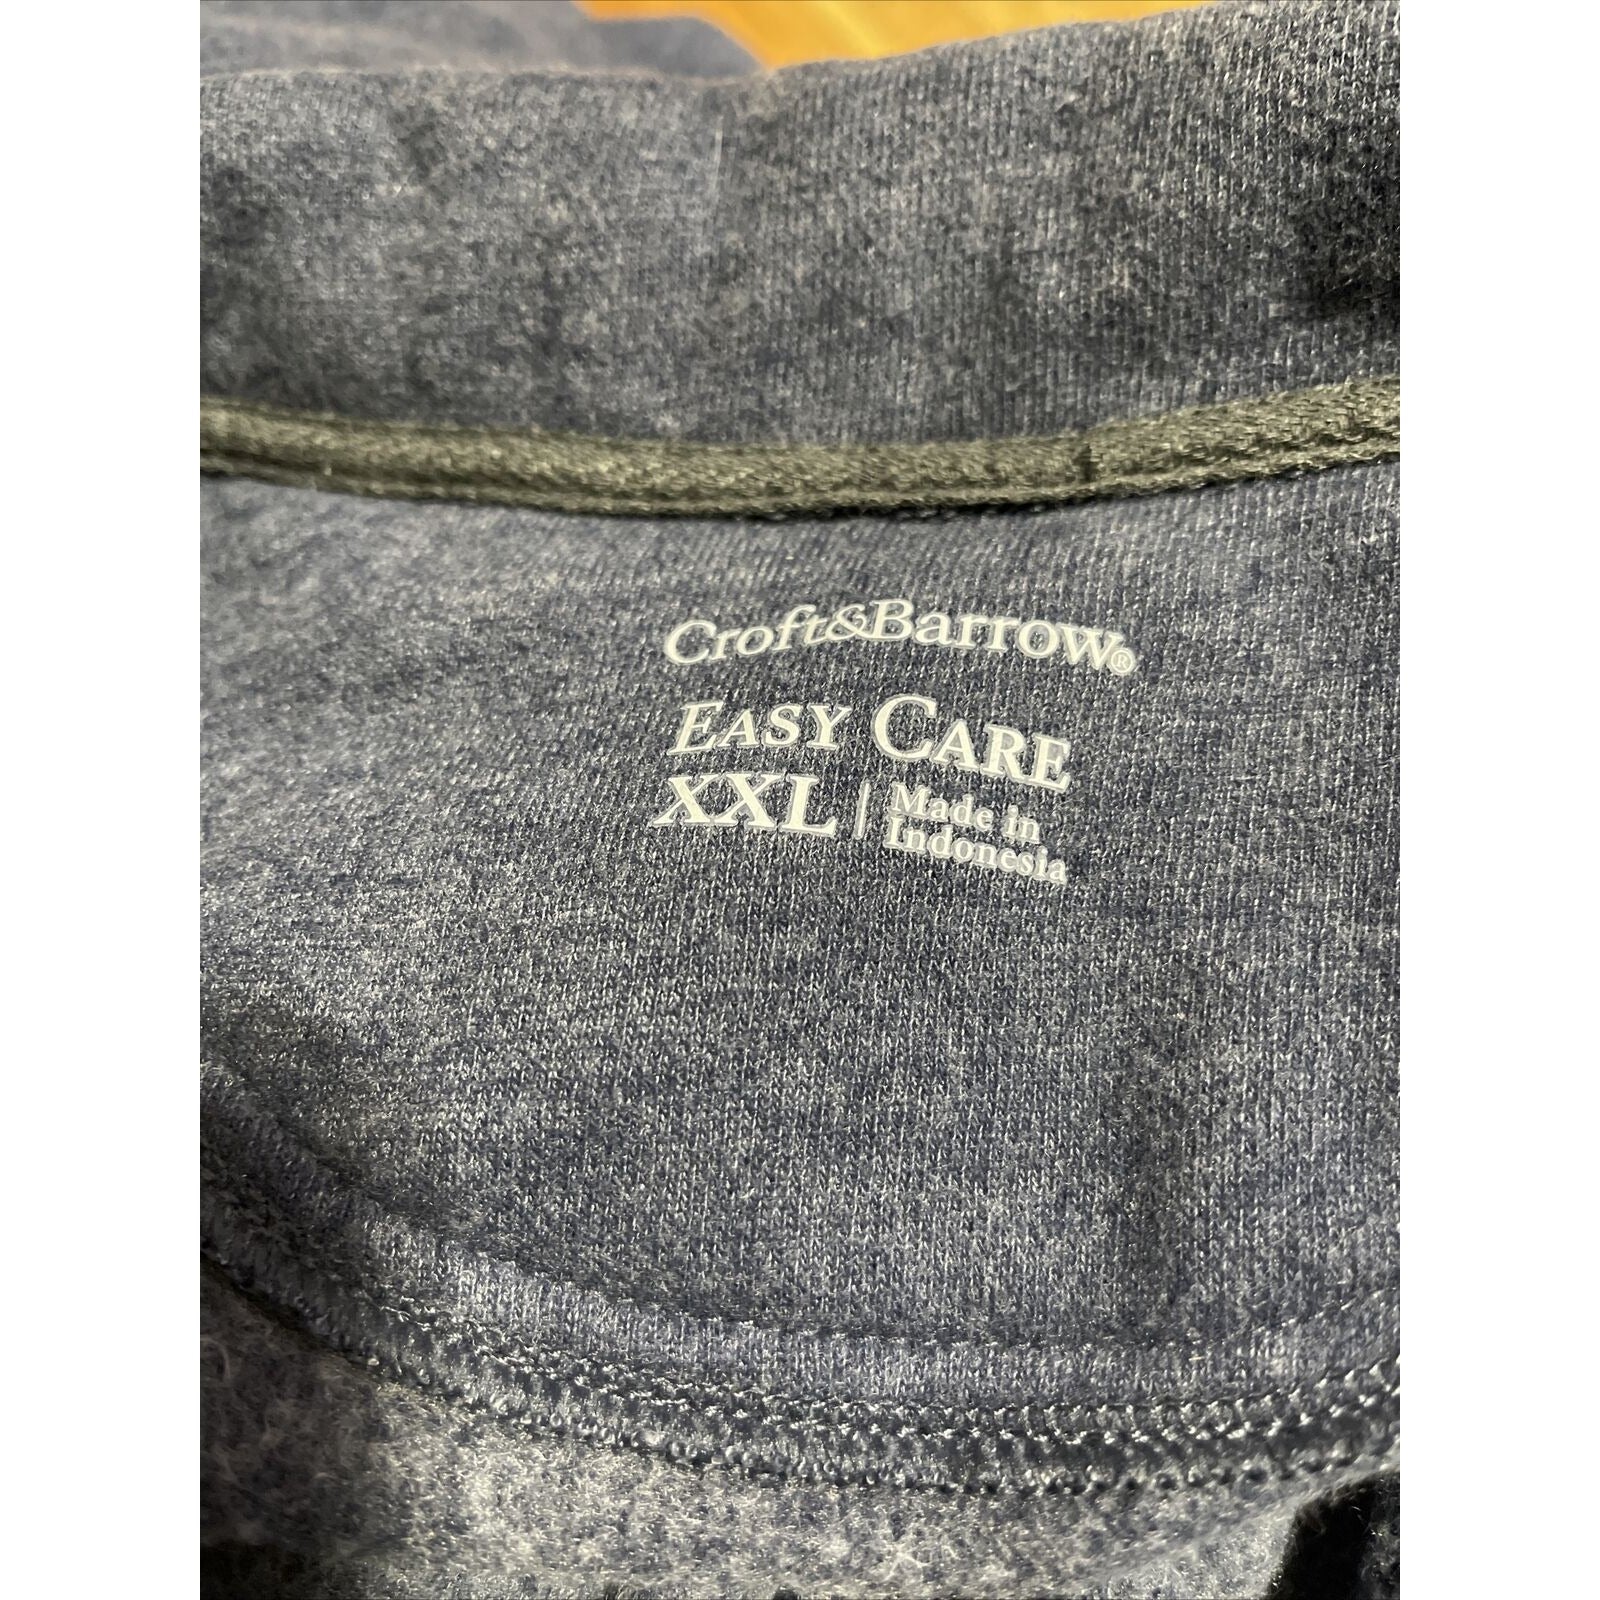 Croft&Barrow®
EASY CARE
XXL | Made in
Indonesia